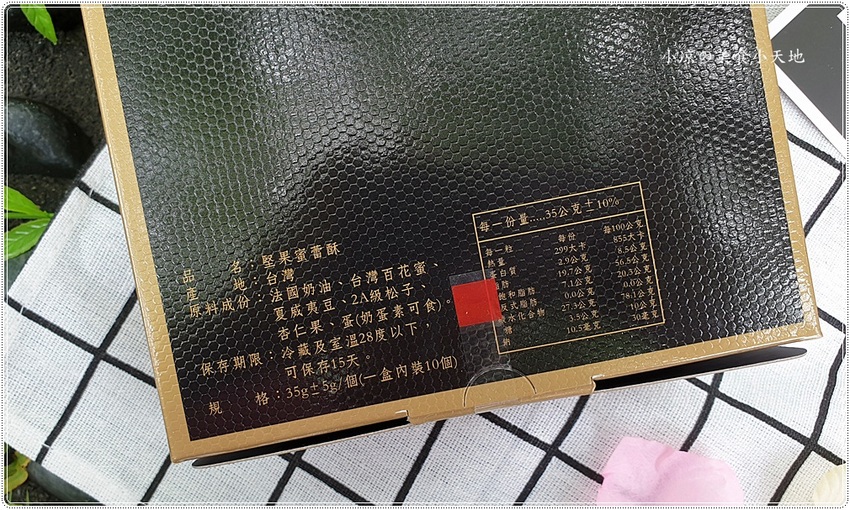 小涼の美食小天地
品　　名：堅果蜜蕾酥
產　　地：台灣
原料成份：法國奶油、台灣百花蜜、
夏威夷豆、2A級松子、
杏仁果、蛋(奶蛋素可食)。
保存期限：冷藏及室溫28度以下，
可保存15天。
規　　格：35g±5g/個(一盒內裝10個)
每一份量.....35公克±10%
每一粒 每份 每100公克
熱量 299大卡 855大卡
蛋白質 2.9公克 8.5公克
脂肪 19.7公克 56.5公克
飽和脂肪 7.1公克 20.3公克
反式脂肪 0.0公克 0.0公克
水化合物 27.3公克 78.1公克
糖 3.5公克 10公克
鈉 10.5毫克 30毫克